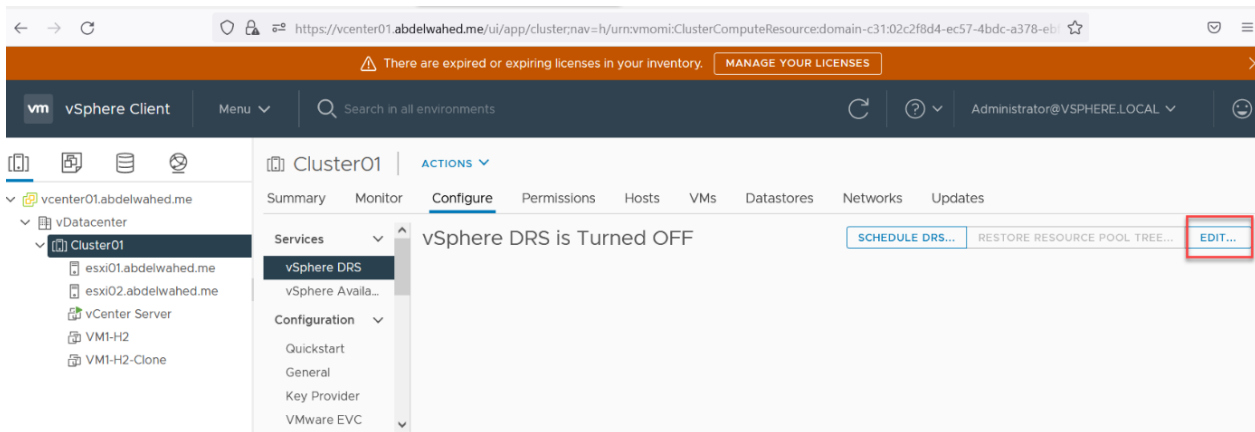 https://vcenter01.abdelwahed.me/ui/app/cluster;nav=h/urn:vmomi:ClusterComputeResource:domain-c31:02c2f8d4-ec57-4bdc-a378-eb
There are expired or expiring licenses in your inventory. MANAGE YOUR LICENSES
vm vSphere Client Menu Search in all environments Administrator@VSPHERE.LOCAL
Cluster01 ACTIONS
Summary Monitor Configure Permissions Hosts VMs Datastores Networks Updates
vcenter01.abdelwahed.me
vDatacenter
Cluster01
esxi01.abdelwahed.me
esxi02.abdelwahed.me
vCenter Server
VM1-H2
VM1-H2-Clone
Services
vSphere DRS
vSphere Availa...
Configuration
Quickstart
General
Key Provider
VMware EVC
vSphere DRS is Turned OFF
SCHEDULE DRS... RESTORE RESOURCE POOL TREE... EDIT...